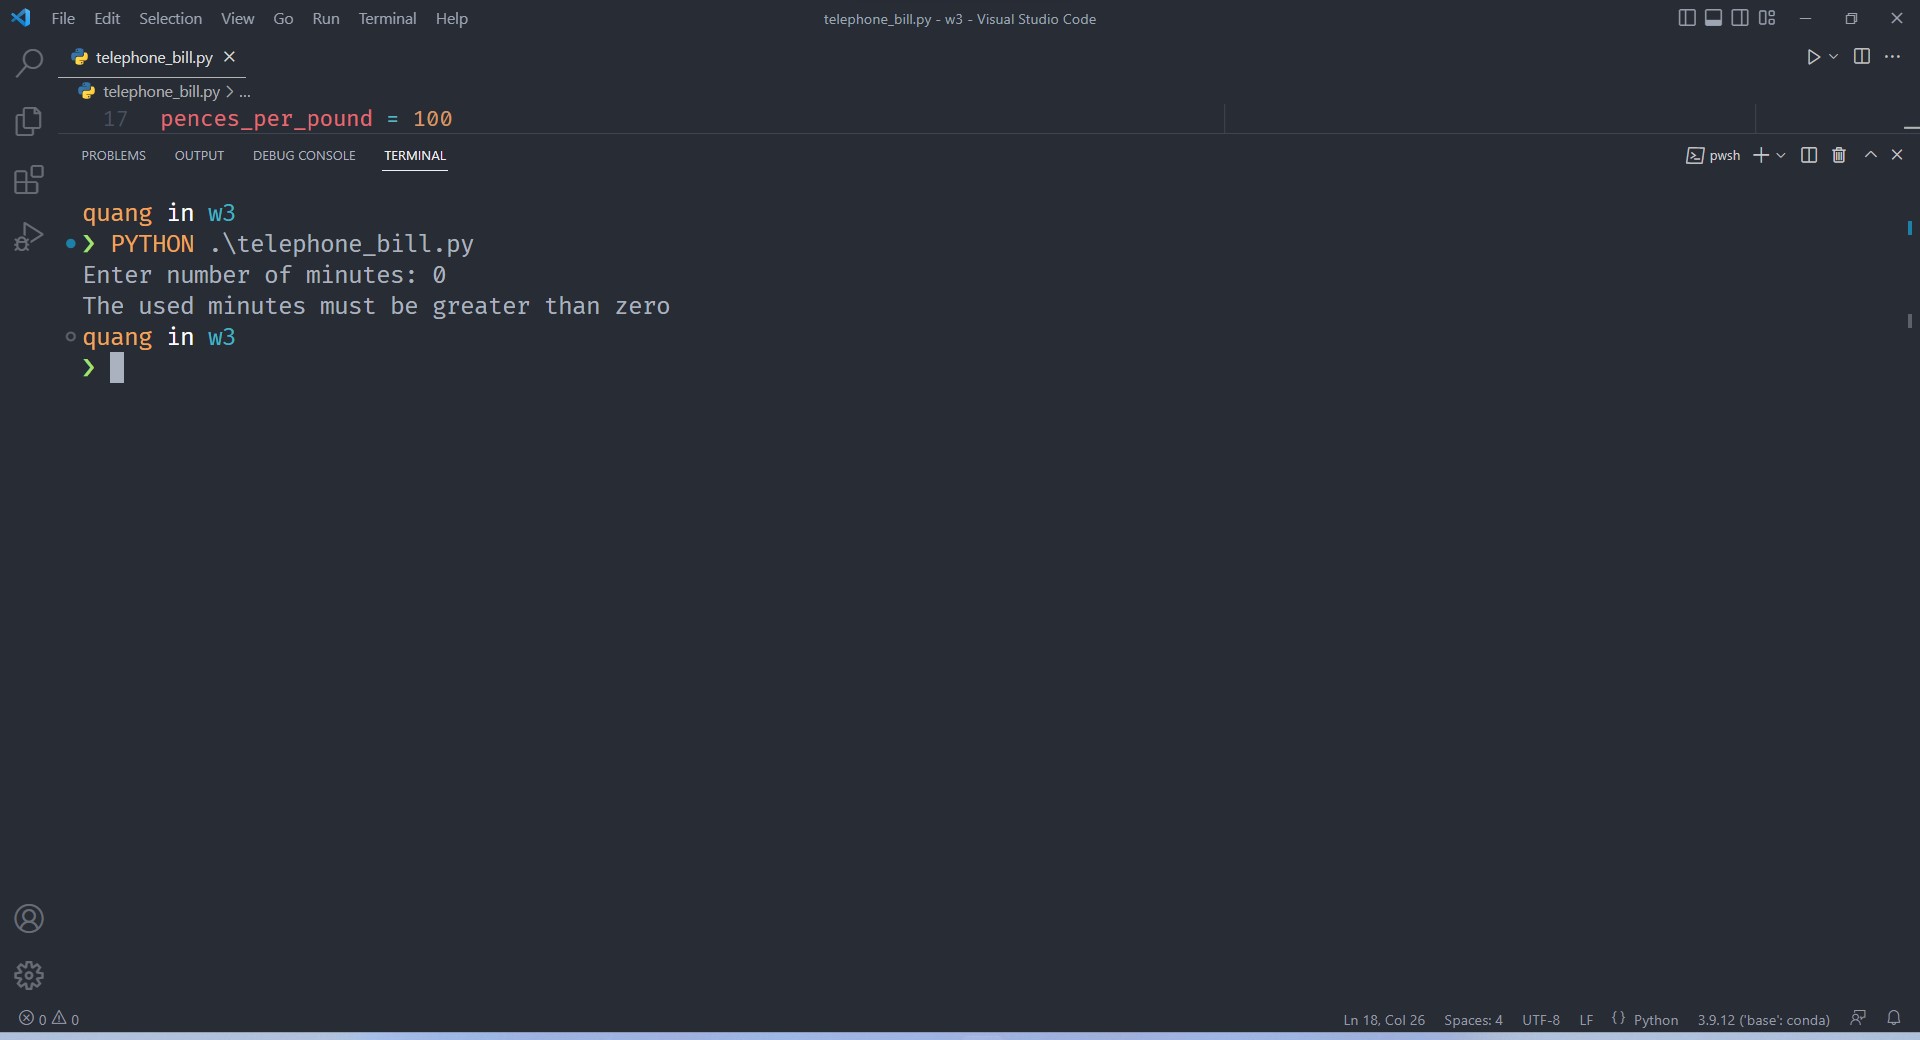 File Edit Selection View Go Run Terminal Help
telephone_bill.py - w3 - Visual Studio Code
telephone_bill.py
telephone_bill.py > ...
17 pences_per_pound = 100
PROBLEMS OUTPUT DEBUG CONSOLE TERMINAL
pwsh
quang in w3
❯ PYTHON .\telephone_bill.py
Enter number of minutes: 0
The used minutes must be greater than zero
quang in w3
❯
0 0
Ln 18, Col 26 Spaces: 4 UTF-8 LF {} Python 3.9.12 ('base': conda)